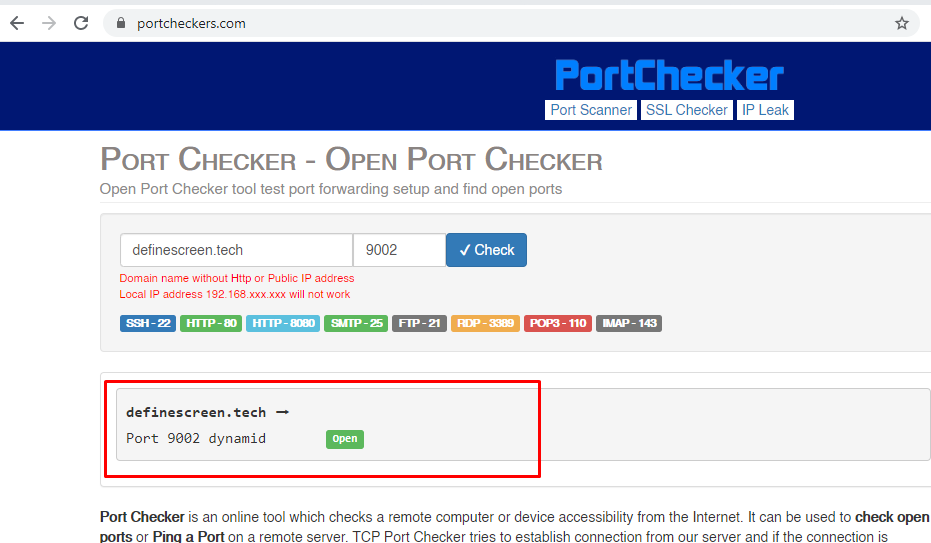 portcheckers.com
PortChecker
Port Scanner SSL Checker IP Leak
Port Checker - Open Port Checker
Open Port Checker tool test port forwarding setup and find open ports
definescreen.tech 9002 ✓ Check
Domain name without Http or Public IP address
Local IP address 192.168.xxx.xxx will not work
SSH - 22 HTTP - 80 HTTP - 8080 SMTP - 25 FTP - 21 RDP - 3389 POP3 - 110 IMAP - 143
definescreen.tech →
Port 9002 dynamid Open
Port Checker is an online tool which checks a remote computer or device accessibility from the Internet. It can be used to check open
ports or Ping a Port on a remote server. TCP Port Checker tries to establish connection from our server and if the connection is